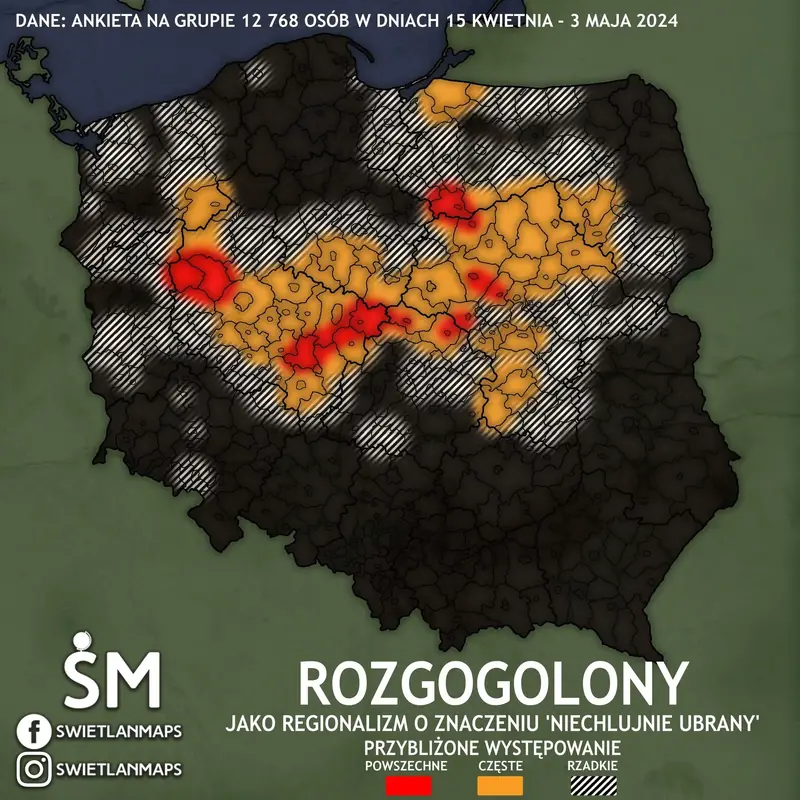 DANE: ANKIETA NA GRUPIE 12 768 OSÓB W DNIACH 15 KWIETNIA - 3 MAJA 2024
ŚM
SWIETLANMAPS
SWIETLANMAPS
ROZGOGOLONY
JAKO REGIONALIZM O ZNACZENIU 'NIECHLUJNIE UBRANY'
PRZYBLIŻONE WYSTĘPOWANIE
POWSZECHNE CZĘSTE RZADKIE